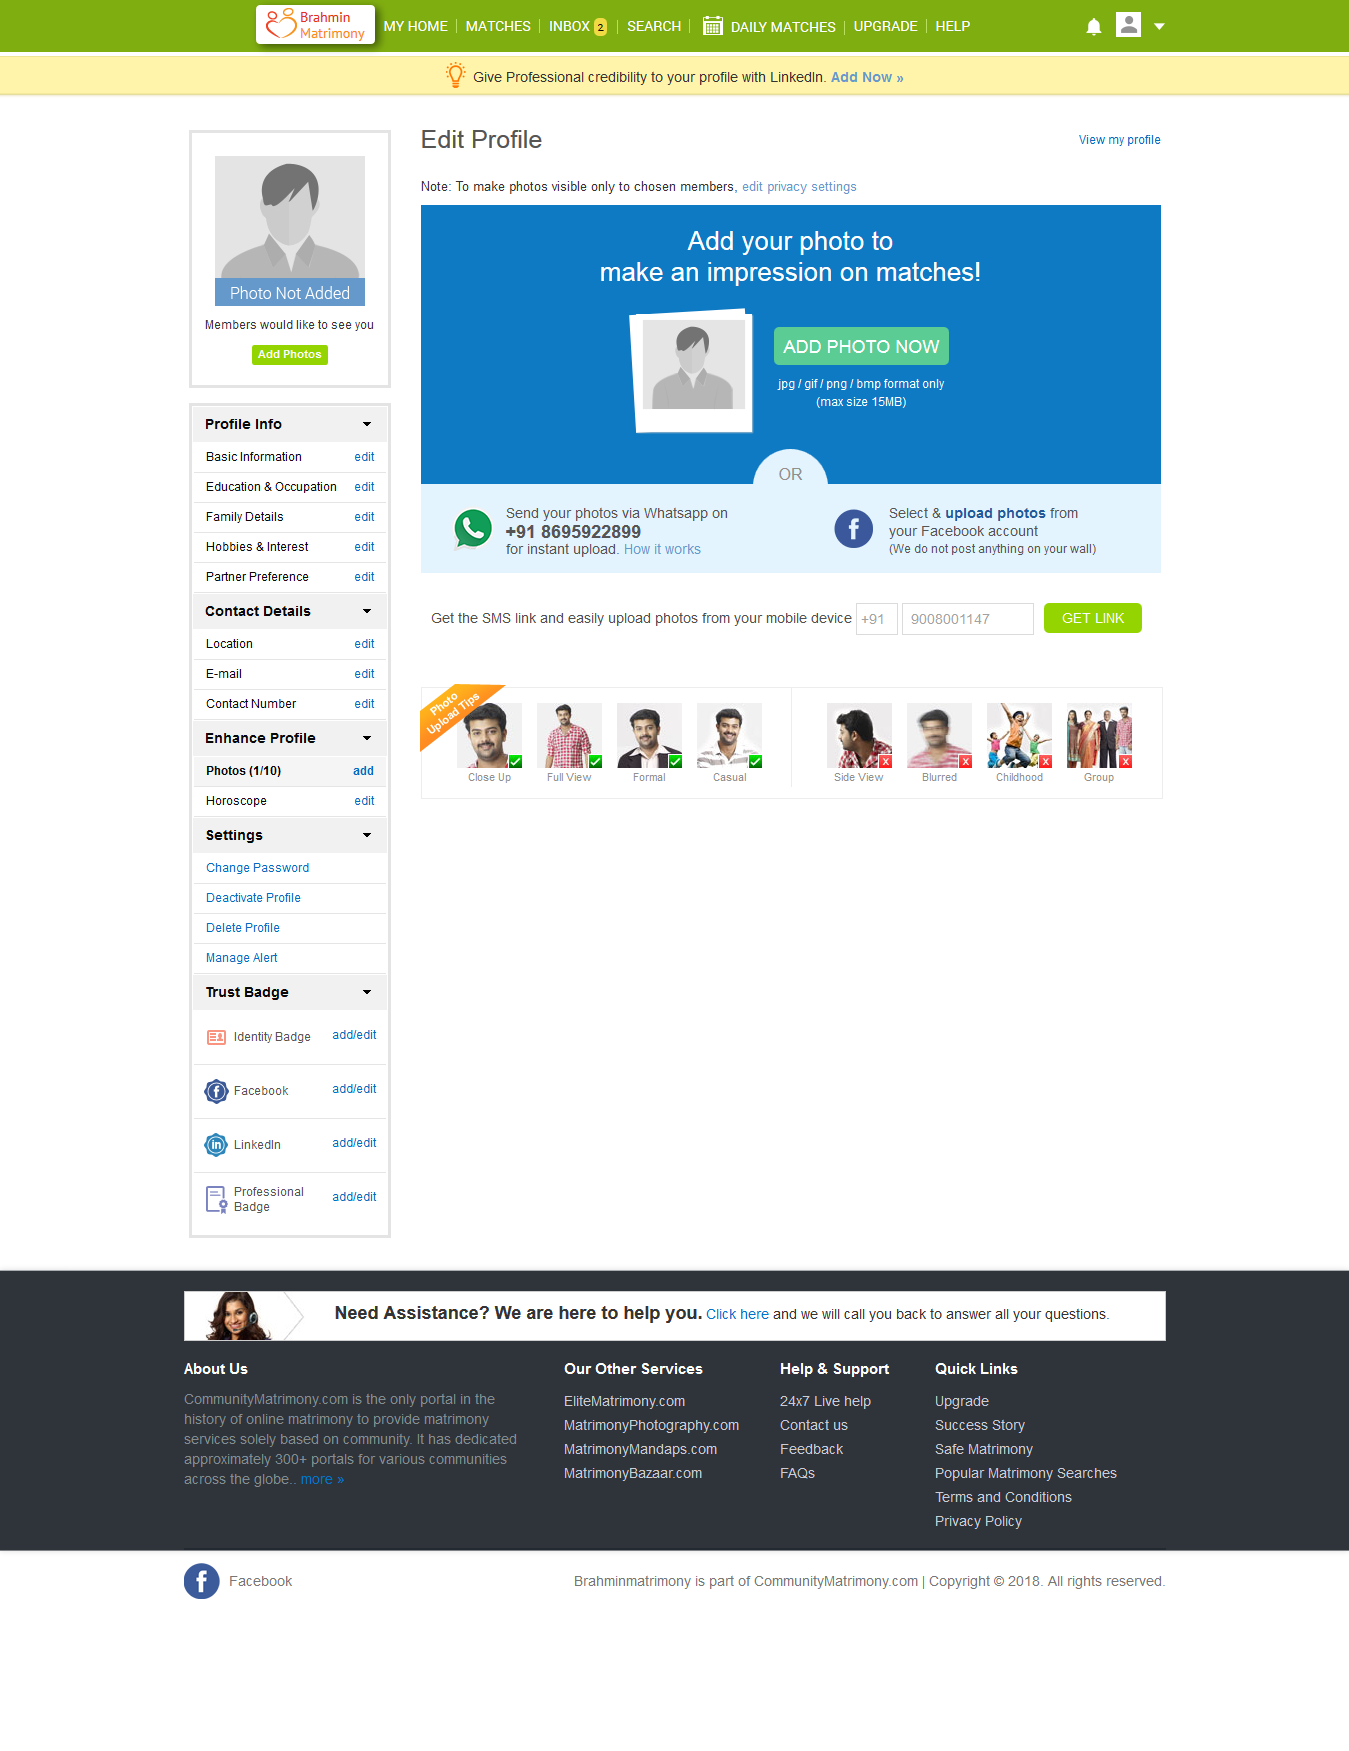 Brahmin
Matrimony
MY HOME
MATCHES
INBOX 2
SEARCH
DAILY MATCHES
UPGRADE
HELP
Give Professional credibility to your profile with LinkedIn. Add Now »
Photo Not Added
Members would like to see you
Add Photos
Profile Info
Basic Information edit
Education & Occupation edit
Family Details edit
Hobbies & Interest edit
Partner Preference edit
Contact Details
Location edit
E-mail edit
Contact Number edit
Enhance Profile
Photos (1/10) add
Horoscope edit
Settings
Change Password
Deactivate Profile
Delete Profile
Manage Alert
Trust Badge
Identity Badge add/edit
Facebook add/edit
LinkedIn add/edit
Professional
Badge add/edit
Edit Profile
View my profile
Note: To make photos visible only to chosen members, edit privacy settings
Add your photo to
make an impression on matches!
ADD PHOTO NOW
jpg / gif / png / bmp format only
(max size 15MB)
OR
Send your photos via Whatsapp on
+91 8695922899
for instant upload. How it works
Select & upload photos from
your Facebook account
(We do not post anything on your wall)
Get the SMS link and easily upload photos from your mobile device +91 9008001147 GET LINK
Photo
Upload Tips
Close Up
Full View
Formal
Casual
Side View
Blurred
Childhood
Group
Need Assistance? We are here to help you. Click here and we will call you back to answer all your questions.
About Us
CommunityMatrimony.com is the only portal in the
history of online matrimony to provide matrimony
services solely based on community. It has dedicated
approximately 300+ portals for various communities
across the globe.. more »
Our Other Services
EliteMatrimony.com
MatrimonyPhotography.com
MatrimonyMandaps.com
MatrimonyBazaar.com
Help & Support
24x7 Live help
Contact us
Feedback
FAQs
Quick Links
Upgrade
Success Story
Safe Matrimony
Popular Matrimony Searches
Terms and Conditions
Privacy Policy
Facebook
Brahminmatrimony is part of CommunityMatrimony.com | Copyright © 2018. All rights reserved.